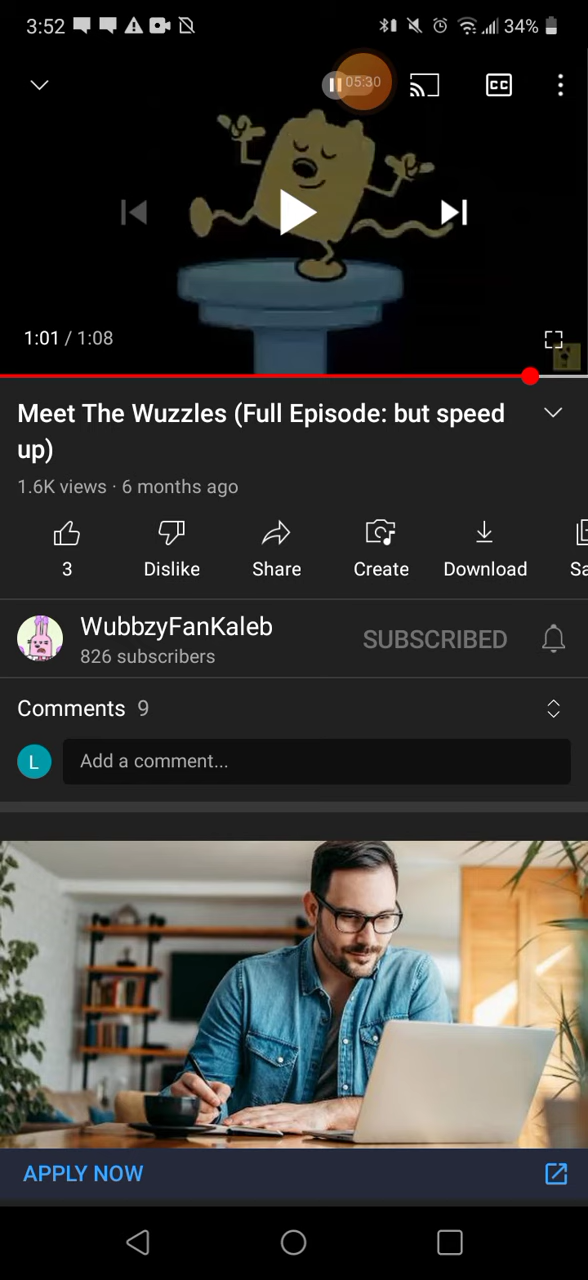 3:52
34%
05:30
CC
1:01 / 1:08
Meet The Wuzzles (Full Episode: but speed
up)
1.6K views · 6 months ago
3
Dislike
Share
Create
Download
Sa
WubbzyFanKaleb
SUBSCRIBED
826 subscribers
Comments 9
L
Add a comment...
APPLY NOW